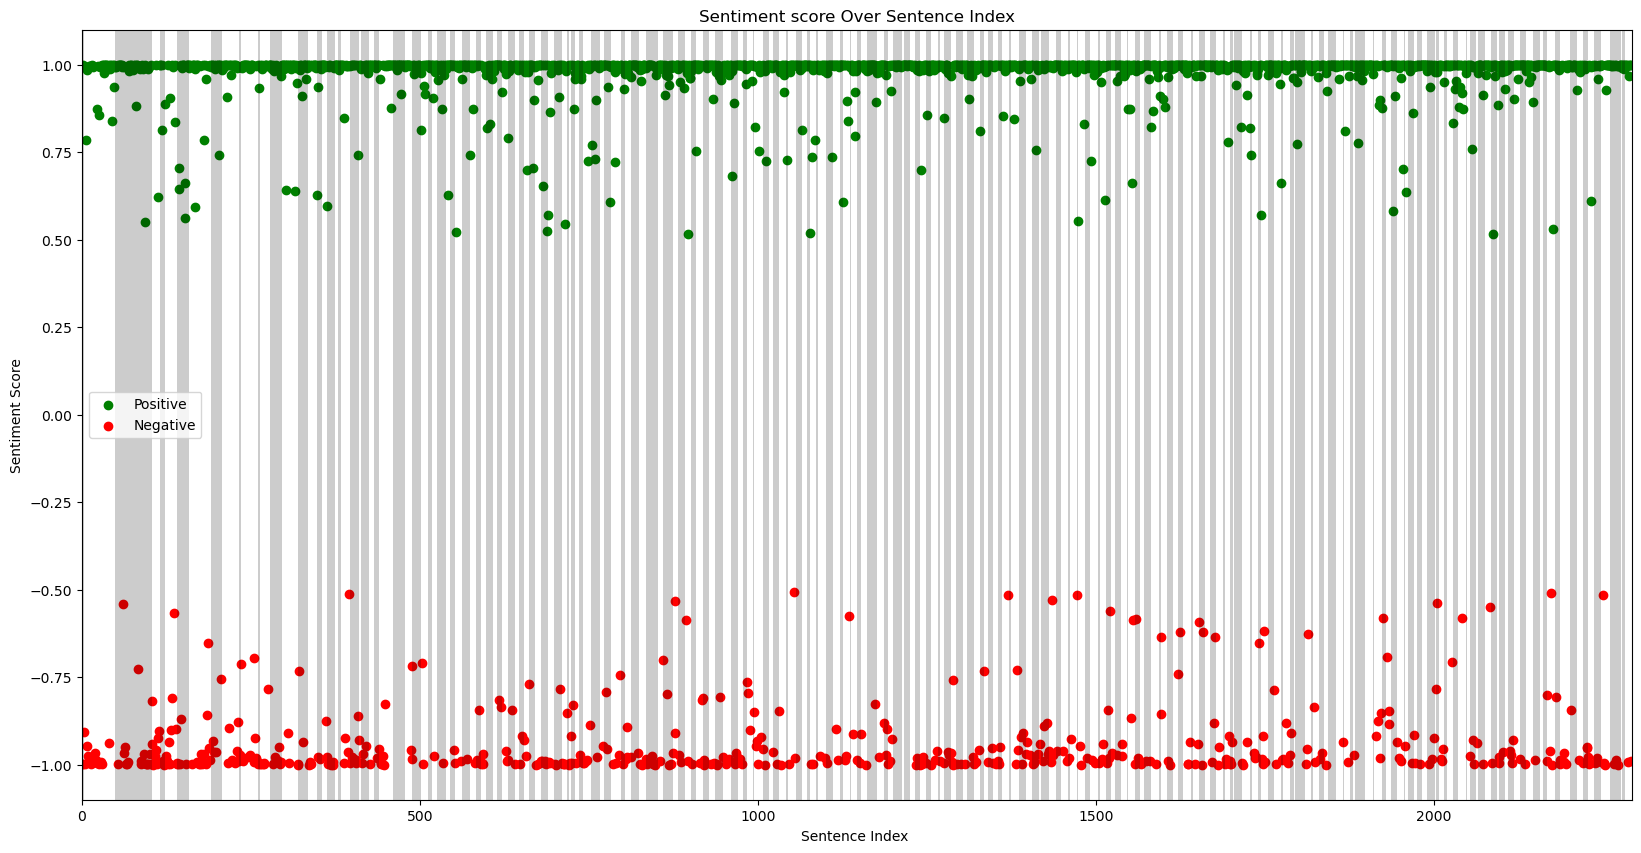 Sentiment score Over Sentence Index
1.00
0.75
0.50
0.25
0.00
−0.25
−0.50
−0.75
−1.00
Sentiment Score
Positive
Negative
0
500
1000
1500
2000
Sentence Index